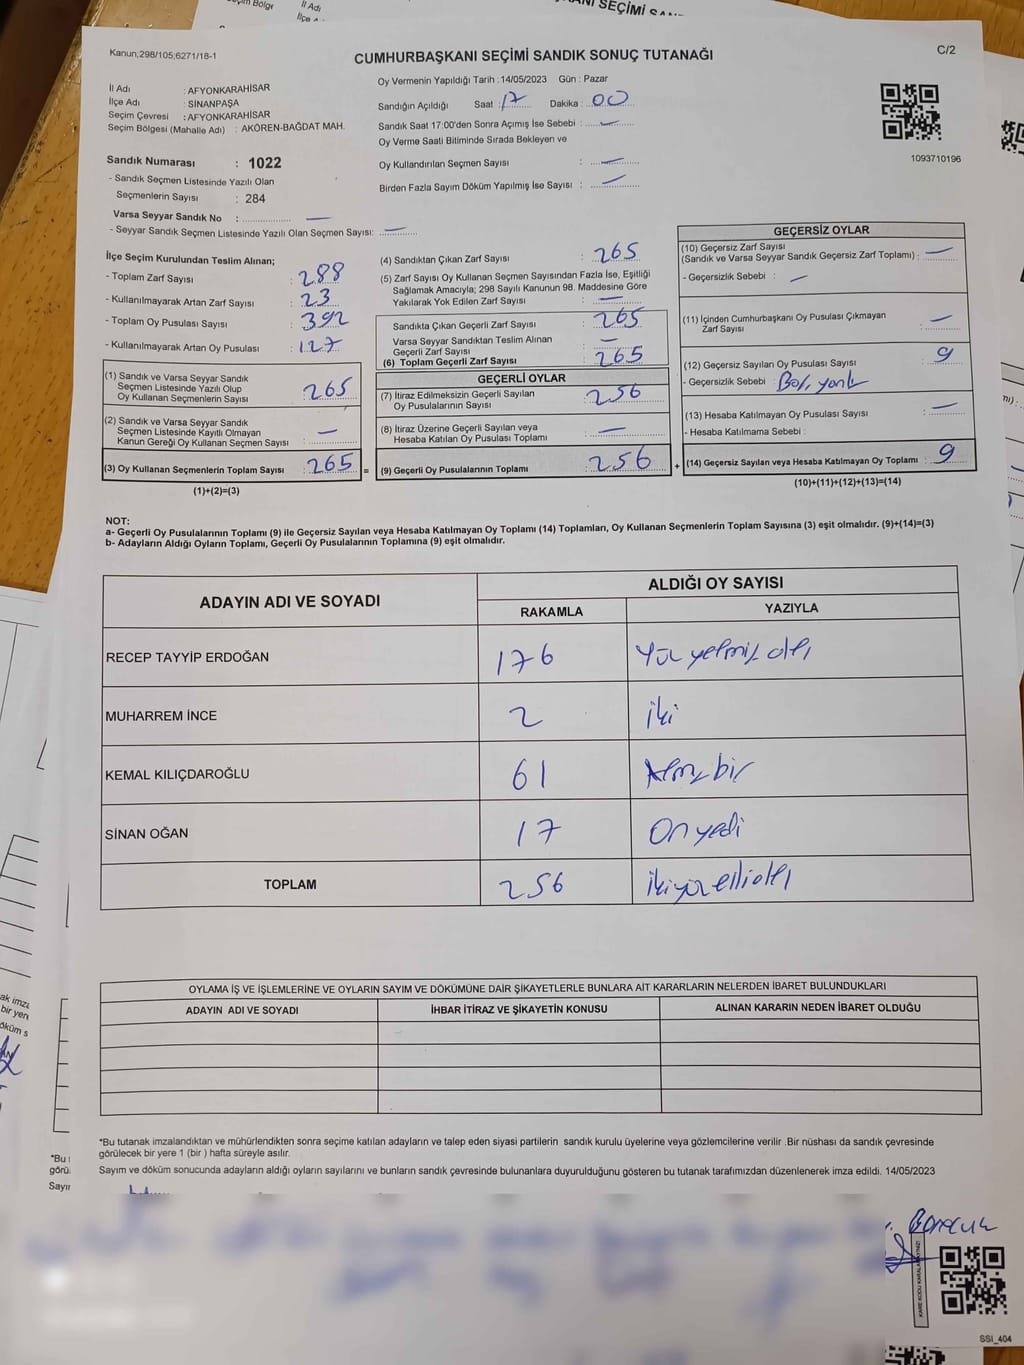 Kanun;298/105;6271/18-1
CUMHURBAŞKANI SEÇİMİ SANDIK SONUÇ TUTANAĞI
C/2
İl Adı : AFYONKARAHİSAR
İlçe Adı : SİNANPAŞA
Seçim Çevresi : AFYONKARAHİSAR
Seçim Bölgesi (Mahalle Adı) : AKÖREN-BAĞDAT MAH.
Oy Vermenin Yapıldığı Tarih :14/05/2023 Gün : Pazar
Sandığın Açıldığı Saat : 17 Dakika : 00
Sandık Saat 17:00'den Sonra Açımış İse Sebebi : —
Oy Verme Saati Bitiminde Sırada Bekleyen ve
Oy Kullandırılan Seçmen Sayısı : —
Birden Fazla Sayım Döküm Yapılmış İse Sayısı : —
1093710196
Sandık Numarası : 1022
- Sandık Seçmen Listesinde Yazılı Olan
Seçmenlerin Sayısı : 284
Varsa Seyyar Sandık No : —
- Seyyar Sandık Seçmen Listesinde Yazılı Olan Seçmen Sayısı: —
İlçe Seçim Kurulundan Teslim Alınan;
- Toplam Zarf Sayısı : 288
- Kullanılmayarak Artan Zarf Sayısı : 23
- Toplam Oy Pusulası Sayısı : 392
- Kullanılmayarak Artan Oy Pusulası : 127
(1) Sandık ve Varsa Seyyar Sandık
Seçmen Listesinde Yazılı Olup
Oy Kullanan Seçmenlerin Sayısı : 265
(2) Sandık ve Varsa Seyyar Sandık
Seçmen Listesinde Kayıtlı Olmayan
Kanun Gereği Oy Kullanan Seçmen Sayısı : —
(3) Oy Kullanan Seçmenlerin Toplam Sayısı : 265 =
(1)+(2)=(3)
(4) Sandıktan Çıkan Zarf Sayısı : 265
(5) Zarf Sayısı Oy Kullanan Seçmen Sayısından Fazla İse, Eşitliği
Sağlamak Amacıyla; 298 Sayılı Kanunun 98. Maddesine Göre
Yakılarak Yok Edilen Zarf Sayısı : —
Sandıkta Çıkan Geçerli Zarf Sayısı : 265
Varsa Seyyar Sandıktan Teslim Alınan
Geçerli Zarf Sayısı : —
(6) Toplam Geçerli Zarf Sayısı : 265
GEÇERLİ OYLAR
(7) İtiraz Edilmeksizin Geçerli Sayılan
Oy Pusulalarının Sayısı : 256
(8) İtiraz Üzerine Geçerli Sayılan veya
Hesaba Katılan Oy Pusulası Toplamı : —
(9) Geçerli Oy Pusulalarının Toplamı : 256 +
GEÇERSİZ OYLAR
(10) Geçersiz Zarf Sayısı
(Sandık ve Varsa Seyyar Sandık Geçersiz Zarf Toplamı) : —
- Geçersizlik Sebebi : —
(11) İçinden Cumhurbaşkanı Oy Pusulası Çıkmayan
Zarf Sayısı : —
(12) Geçersiz Sayılan Oy Pusulası Sayısı : 9
- Geçersizlik Sebebi :
(13) Hesaba Katılmayan Oy Pusulası Sayısı : —
- Hesaba Katılmama Sebebi :
(14) Geçersiz Sayılan veya Hesaba Katılmayan Oy Toplamı : 9
(10)+(11)+(12)+(13)=(14)
NOT:
a- Geçerli Oy Pusulalarının Toplamı (9) ile Geçersiz Sayılan veya Hesaba Katılmayan Oy Toplamı (14) Toplamları, Oy Kullanan Seçmenlerin Toplam Sayısına (3) eşit olmalıdır. (9)+(14)=(3)
b- Adayların Aldığı Oyların Toplamı, Geçerli Oy Pusulalarının Toplamına (9) eşit olmalıdır.
ADAYIN ADI VE SOYADI ALDIĞI OY SAYISI
RAKAMLA YAZIYLA
RECEP TAYYİP ERDOĞAN 176 Yüz yetmiş altı
MUHARREM İNCE 2 iki
KEMAL KILIÇDAROĞLU 61 Altmış bir
SİNAN OĞAN 17 On yedi
TOPLAM 256 İkiyüz elli altı
OYLAMA İŞ VE İŞLEMLERİNE VE OYLARIN SAYIM VE DÖKÜMÜNE DAİR ŞİKAYETLERLE BUNLARA AİT KARARLARIN NELERDEN İBARET BULUNDUKLARI
ADAYIN ADI VE SOYADI İHBAR İTİRAZ VE ŞİKAYETİN KONUSU ALINAN KARARIN NEDEN İBARET OLDUĞU
*Bu tutanak imzalandıktan ve mühürlendikten sonra seçime katılan adayların ve talep eden siyasi partilerin sandık kurulu üyelerine veya gözlemcilerine verilir .Bir nüshası da sandık çevresinde
görülecek bir yere 1 (bir ) hafta süreyle asılır.
Sayım ve döküm sonucunda adayların aldığı oyların sayılarını ve bunların sandık çevresinde bulunanlara duyurulduğunu gösteren bu tutanak tarafımızdan düzenlenerek imza edildi. 14/05/2023
SSİ_404